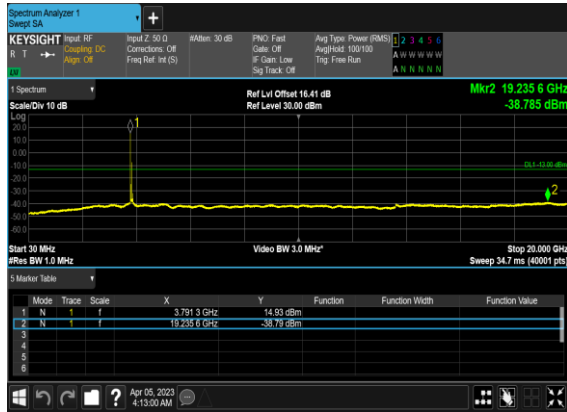 Spectrum Analyzer 1
Swept SA
+
KEYSIGHT Input: RF Input Z: 50 Ω #Atten: 30 dB PNO: Fast Avg Type: Power (RMS) 1 2 3 4 5 6
R T Coupling: DC Corrections: Off Gate: Off Avg|Hold: 100/100 A W W W W W
Align: Off Freq Ref: Int (S) IF Gain: Low Trig: Free Run
Sig Track: Off A N N N N N
1 Spectrum Ref Lvl Offset 16.41 dB Mkr2 19.235 6 GHz
Scale/Div 10 dB Ref Level 30.00 dBm -38.785 dBm
Log
20.0
10.0
0.00
-10.0
-20.0
-30.0
-40.0
-50.0
-60.0
1
DL1 -13.00 dBm
2
Start 30 MHz Video BW 3.0 MHz* Stop 20.000 GHz
#Res BW 1.0 MHz Sweep 34.7 ms (40001 pts)
5 Marker Table
Mode Trace Scale X Y Function Function Width Function Value
1 N 1 f 3.791 3 GHz 14.93 dBm
2 N 1 f 19.235 6 GHz -38.79 dBm
3
4
5
6
? Apr 05, 2023
4:13:00 AM